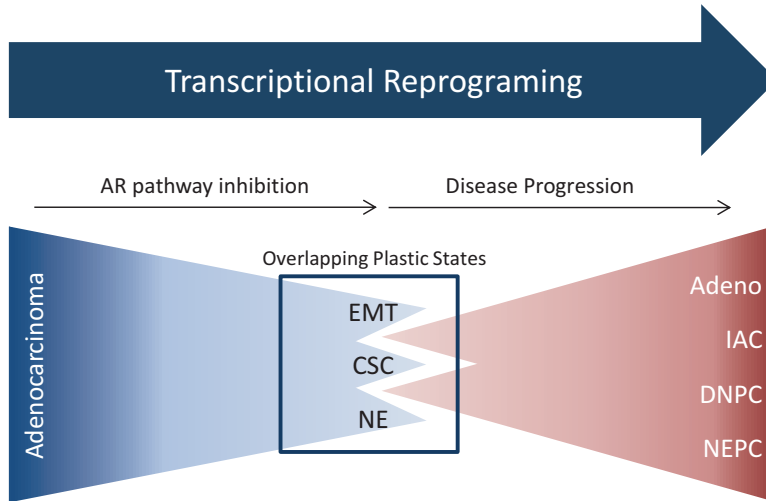 Transcriptional Reprograming
AR pathway inhibition
Disease Progression
Overlapping Plastic States
Adenocarcinoma
EMT
CSC
NE
Adeno
IAC
DNPC
NEPC